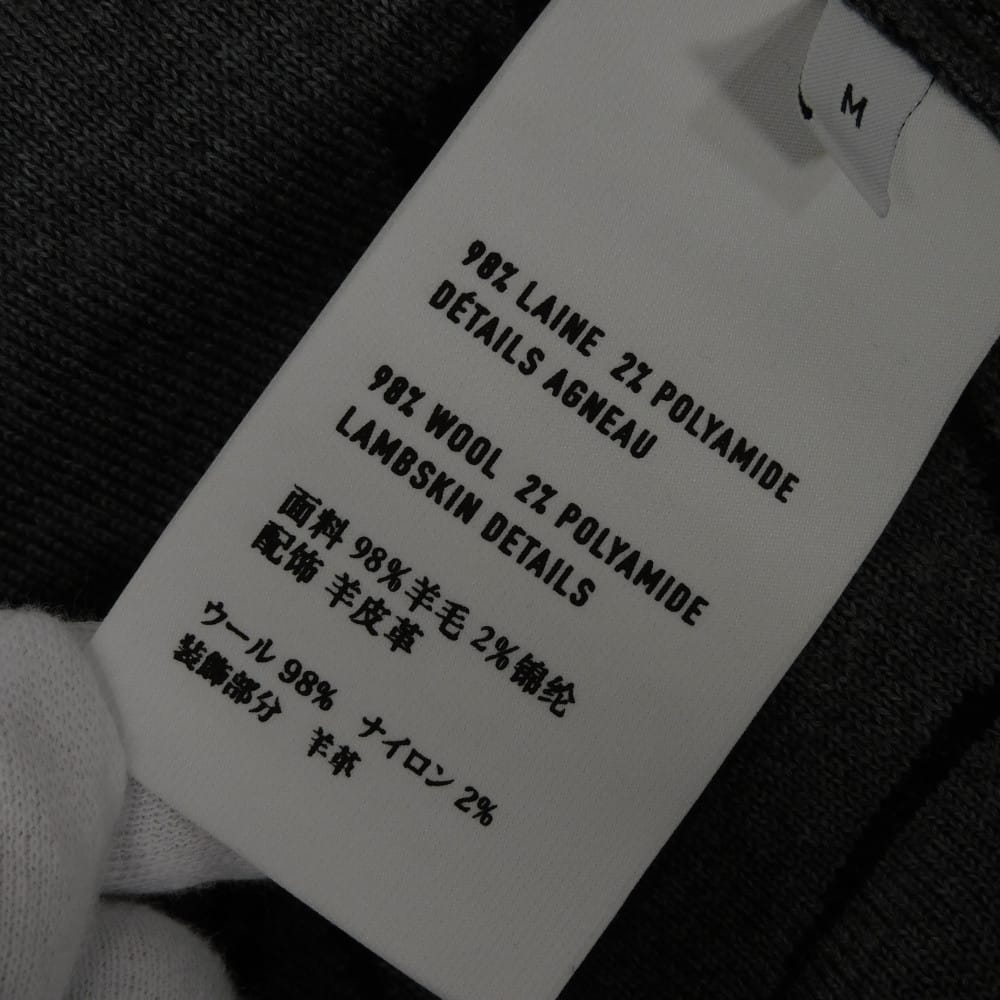 M
98% LAINE 2% POLYAMIDE
DÉTAILS AGNEAU
98% WOOL 2% POLYAMIDE
LAMBSKIN DETAILS
面料 98%羊毛 2%锦纶
配饰 羊皮革
ウール 98% ナイロン 2%
装飾部分 羊革